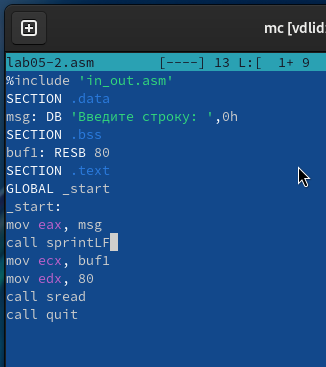 mc [vdlid
lab05-2.asm [----] 13 L:[ 1+ 9
%include 'in_out.asm'
SECTION .data
msg: DB 'Введите строку: ',0h
SECTION .bss
buf1: RESB 80
SECTION .text
GLOBAL _start
_start:
mov eax, msg
call sprintLF
mov ecx, buf1
mov edx, 80
call sread
call quit